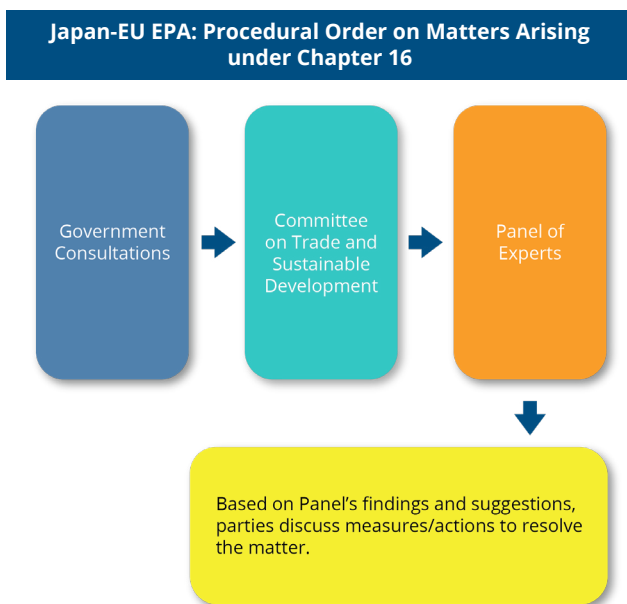 Japan-EU EPA: Procedural Order on Matters Arising
under Chapter 16
Government
Consultations
Committee
on Trade and
Sustainable
Development
Panel of
Experts
Based on Panel's findings and suggestions,
parties discuss measures/actions to resolve
the matter.